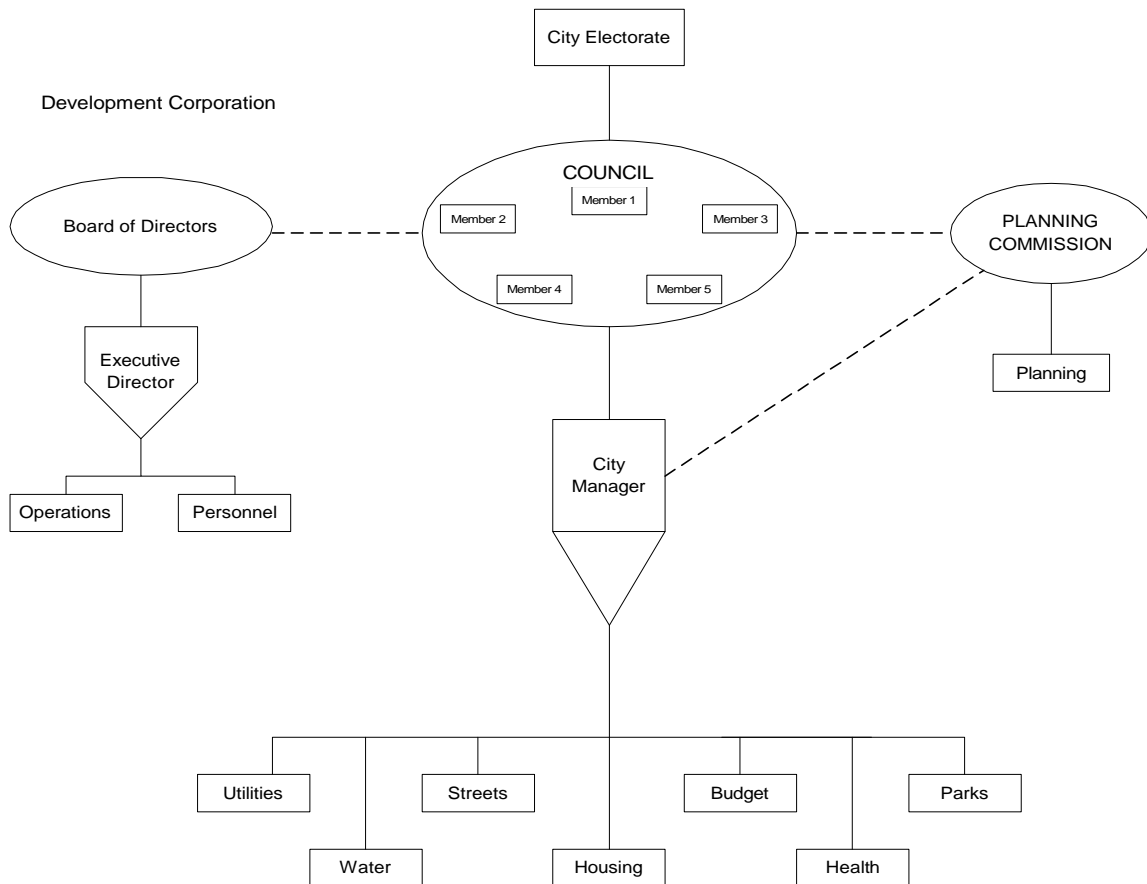 City Electorate
Development Corporation
COUNCIL
Member 1
Member 2
Member 3
Board of Directors
PLANNING
COMMISSION
Member 4
Member 5
Executive
Director
Planning
City
Manager
Operations
Personnel
Utilities
Streets
Budget
Parks
Water
Housing
Health